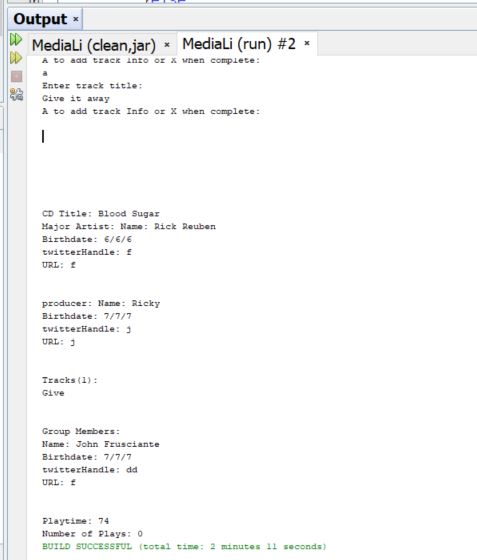 Output ×
MediaLi (clean,jar) × MediaLi (run) #2 ×
A to add track Info or X when complete:
a
Enter track title:
Give it away
A to add track Info or X when complete:
CD Title: Blood Sugar
Major Artist: Name: Rick Reuben
Birthdate: 6/6/6
twitterHandle: f
URL: f
producer: Name: Ricky
Birthdate: 7/7/7
twitterHandle: j
URL: j
Tracks(1):
Give
Group Members:
Name: John Frusciante
Birthdate: 7/7/7
twitterHandle: dd
URL: f
Playtime: 74
Number of Plays: 0
BUILD SUCCESSFUL (total time: 2 minutes 11 seconds)